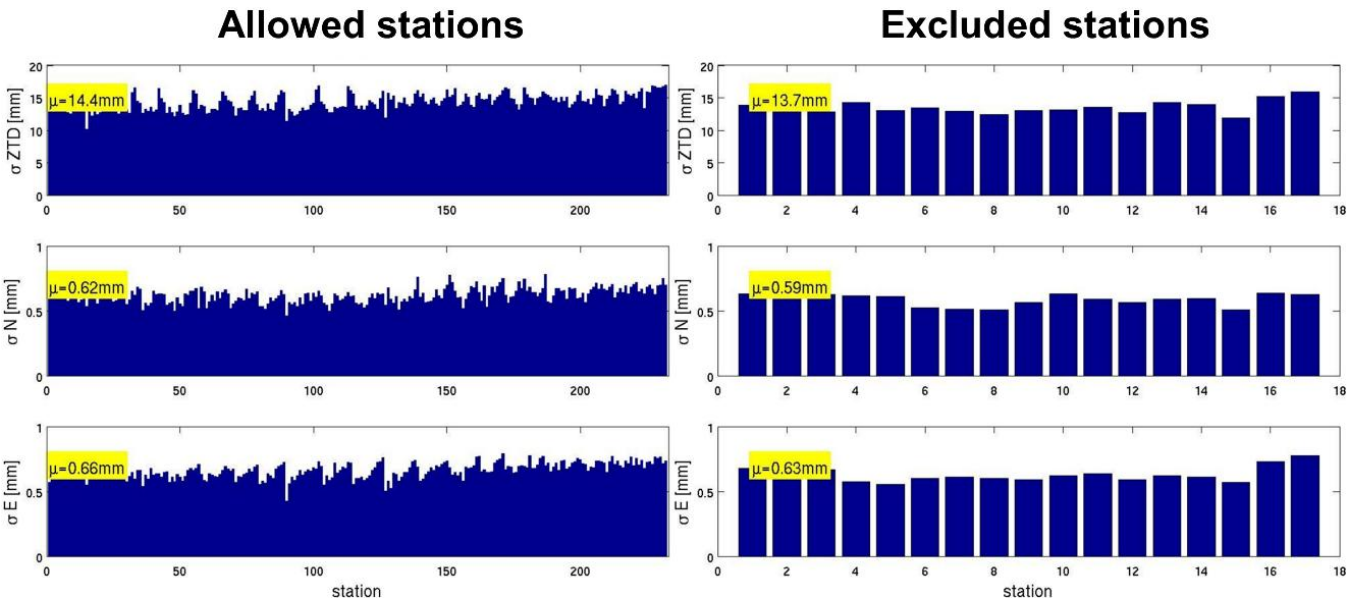 Allowed stations
Excluded stations
20
15
10
5
0
σ ZTD [mm]
μ=14.4mm
0 50 100 150 200
20
15
10
5
0
σ ZTD [mm]
μ=13.7mm
0 2 4 6 8 10 12 14 16 18
1
0.5
0
σ N [mm]
μ=0.62mm
0 50 100 150 200
1
0.5
0
σ N [mm]
μ=0.59mm
0 2 4 6 8 10 12 14 16 18
1
0.5
0
σ E [mm]
μ=0.66mm
0 50 100 150 200
station
1
0.5
0
σ E [mm]
μ=0.63mm
0 2 4 6 8 10 12 14 16 18
station